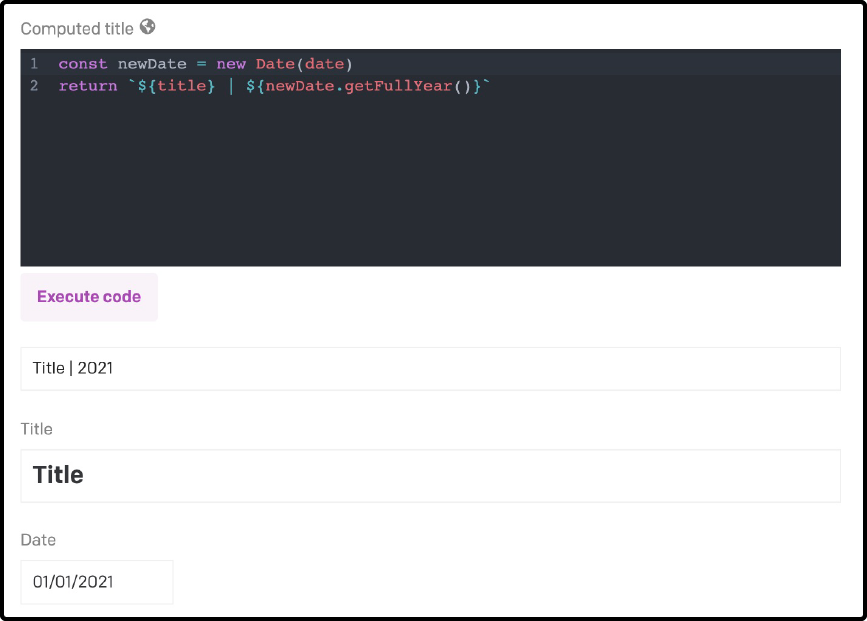 Computed title
1 const newDate = new Date(date)
2 return `${title} | ${newDate.getFullYear()}`
Execute code
Title | 2021
Title
Title
Date
01/01/2021